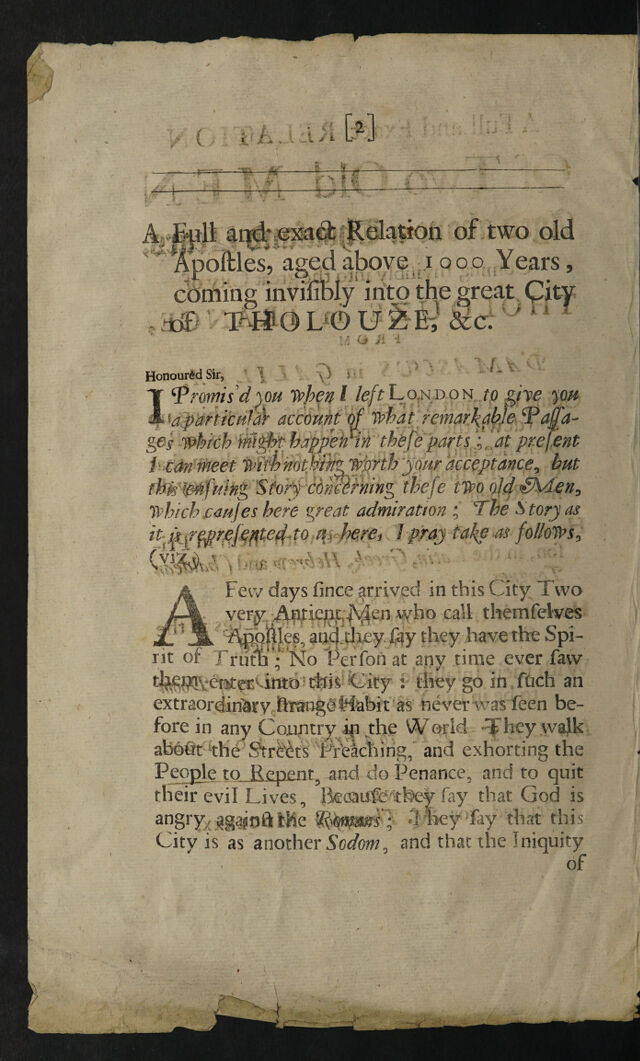 [2]
A Full and exact Relation of two old
Apoſtles, aged above 1000 Years,
coming inviſibly into the great City
of THOLOUZE, &c.
Honoured Sir,
I Promis'd you when I left LONDON to give you
a particular account of what remarkable Paſſa-
ges which might happen in theſe parts; at preſent
I can meet with nothing worth your acceptance, but
this enſuing Story concerning theſe two old Men,
which cauſes here great admiration; The Story as
it is repreſented to us here, I pray take as follows,
(viz.)
A Few days ſince arrived in this City Two
very Antient Men who call themſelves
Apoſtles, and they ſay they have the Spi-
rit of Truth; No Perſon at any time ever ſaw
them enter into this City: they go in ſuch an
extraordinary ſtrange Habit as never was ſeen be-
fore in any Country in the World They walk
about the Streets Preaching, and exhorting the
People to Repent, and do Penance, and to quit
their evil Lives, Becauſe they ſay that God is
angry againſt the Romans; They ſay that this
City is as another Sodom, and that the Iniquity
of